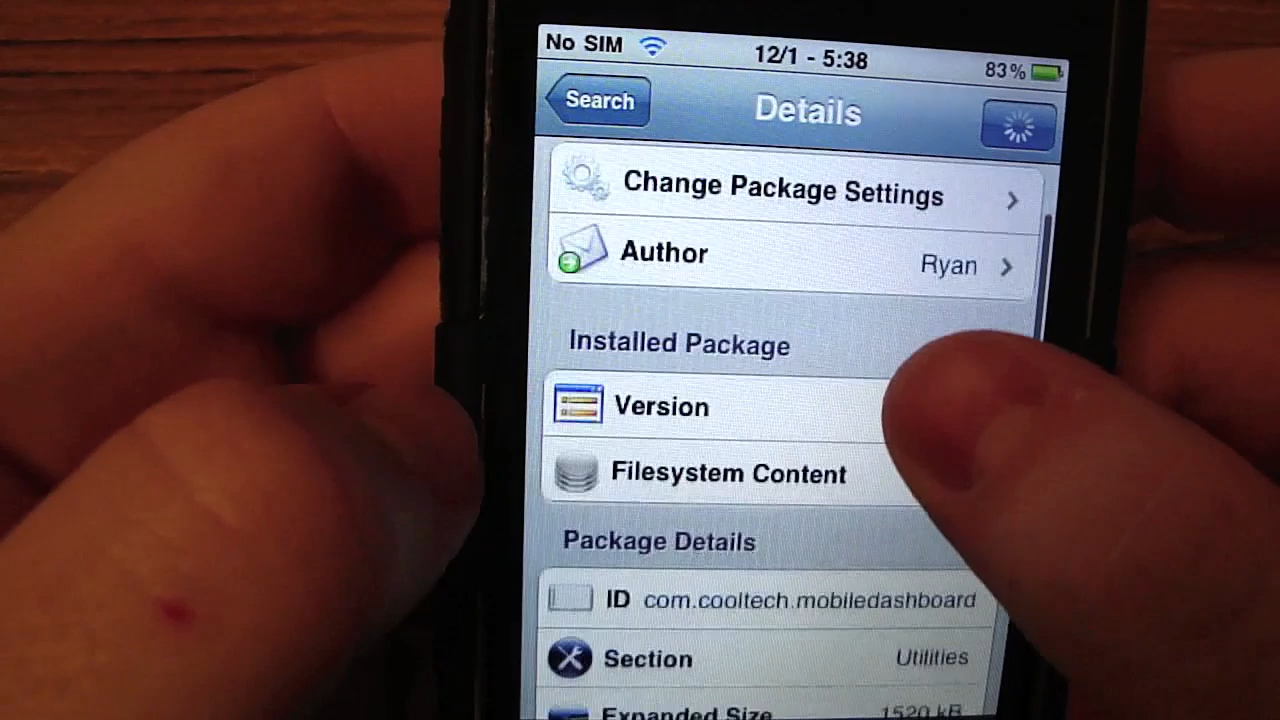 No SIM 12/1 - 5:38 83%
Search Details
Change Package Settings
Author Ryan
Installed Package
Version
Filesystem Content
Package Details
ID com.cooltech.mobiledashboard
Section Utilities
Expanded Size 1520 kB